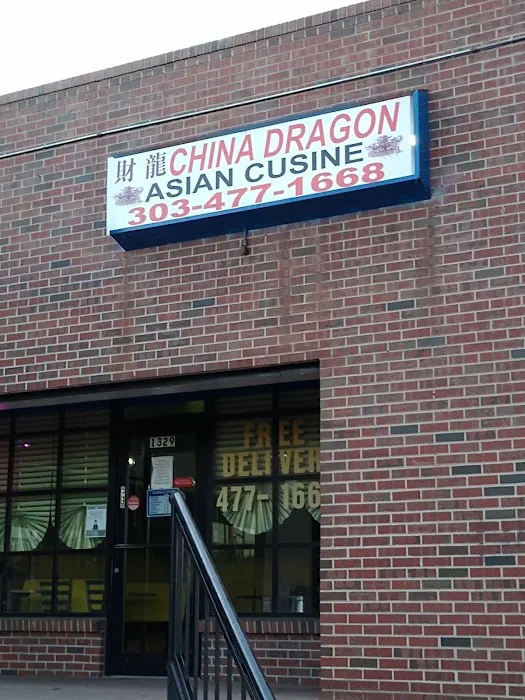 財龍 CHINA DRAGON
ASIAN CUSINE
303-477-1668
1329
FREE
DELIVER
477-166